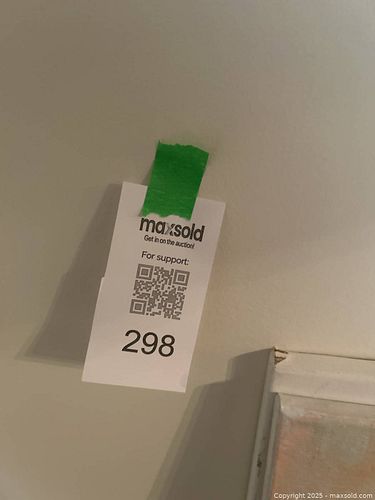 maxsold
Get in on the auction!
For support:
298
Copyright 2025 - maxsold.com